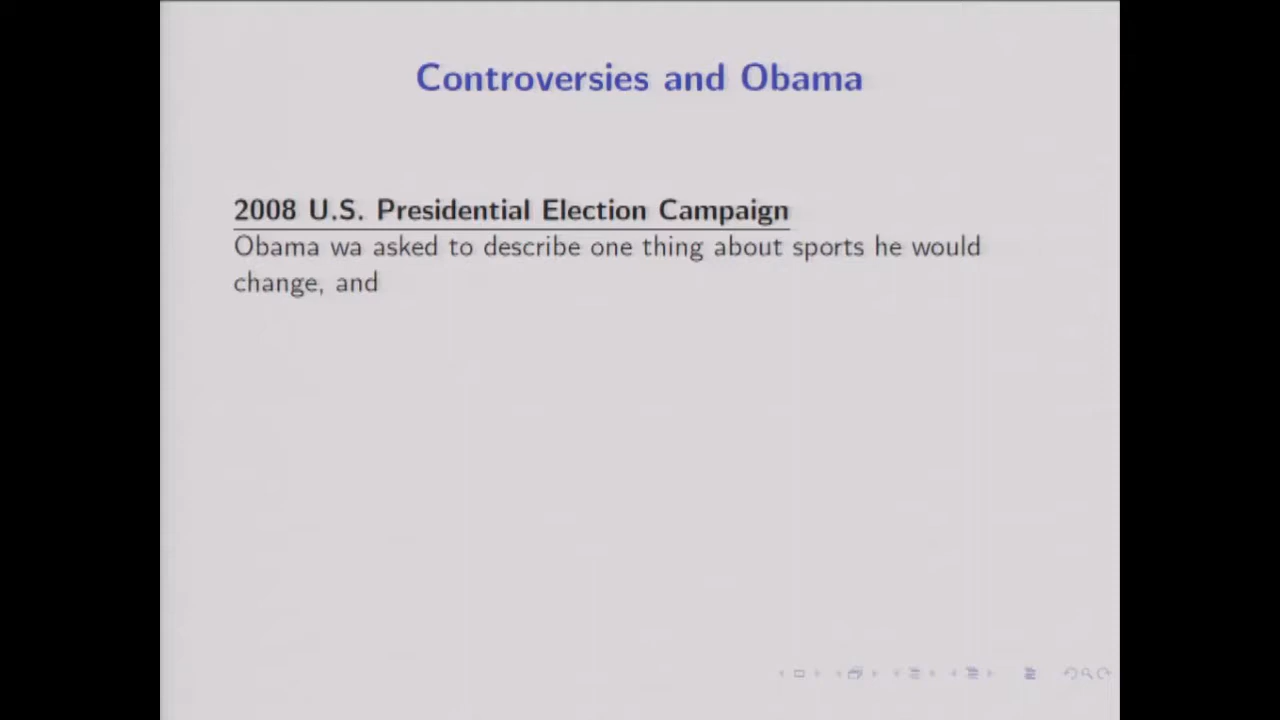 Controversies and Obama
2008 U.S. Presidential Election Campaign
Obama wa asked to describe one thing about sports he would
change, and